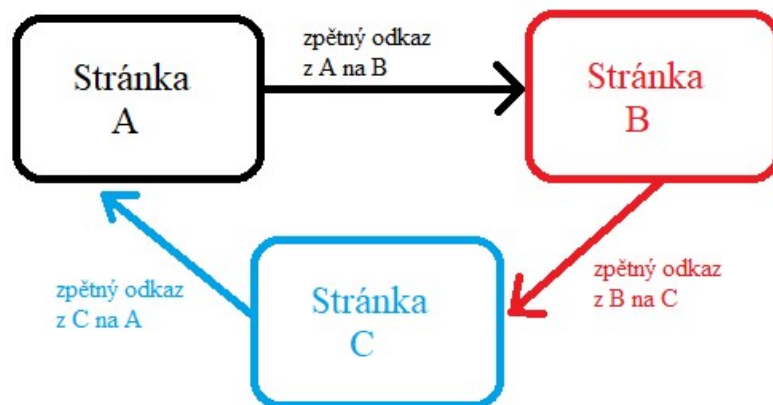 Stránka
A
zpětný odkaz
z A na B
Stránka
B
zpětný odkaz
z B na C
Stránka
C
zpětný odkaz
z C na A